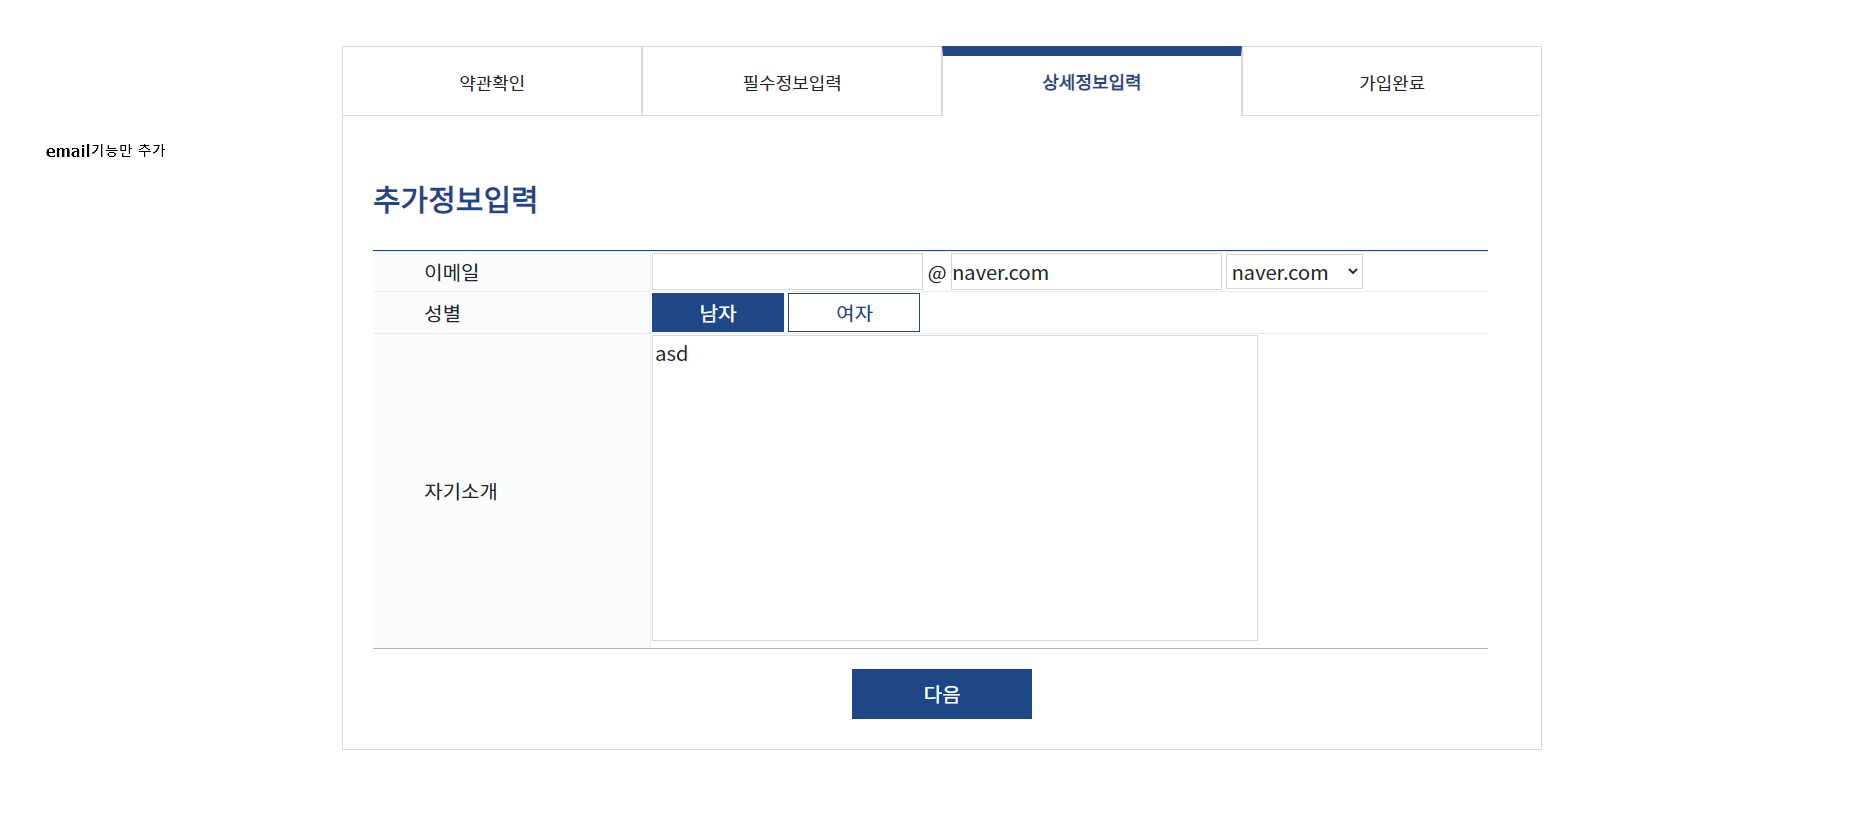 약관확인 필수정보입력 상세정보입력 가입완료
email기능만 추가
추가정보입력
이메일 @ naver.com naver.com
성별 남자 여자
asd
자기소개
다음